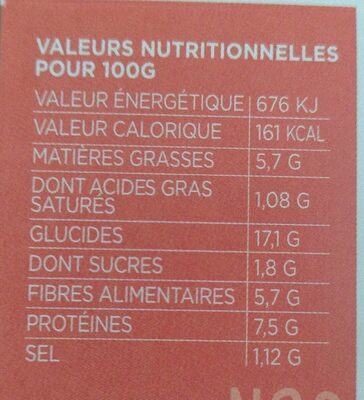 VALEURS NUTRITIONNELLES
POUR 100G
VALEUR ÉNERGÉTIQUE 676 KJ
VALEUR CALORIQUE 161 KCAL
MATIÈRES GRASSES 5,7 G
DONT ACIDES GRAS
SATURÉS 1,08 G
GLUCIDES 17,1 G
DONT SUCRES 1,8 G
FIBRES ALIMENTAIRES 5,7 G
PROTÉINES 7,5 G
SEL 1,12 G